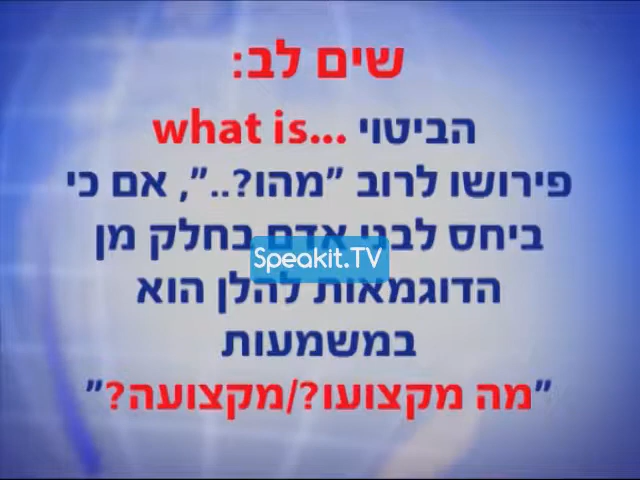 שים לב:
הביטוי what is...
פירושו לרוב "מהו?..", אם כי
ביחס לבני אדם בחלק מן
Speakit.TV
הדוגמאות להלן הוא
במשמעות
"מה מקצועו?/מקצועה?"